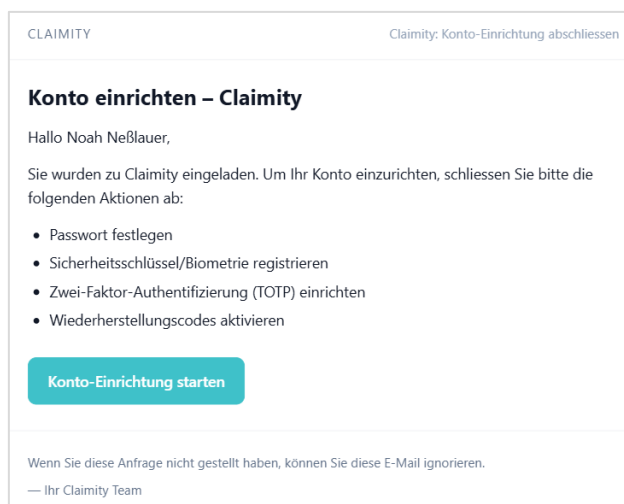 CLAIMITY
Claimity: Konto-Einrichtung abschliessen
Konto einrichten – Claimity
Hallo Noah Neßlauer,
Sie wurden zu Claimity eingeladen. Um Ihr Konto einzurichten, schliessen Sie bitte die
folgenden Aktionen ab:
• Passwort festlegen
• Sicherheitsschlüssel/Biometrie registrieren
• Zwei-Faktor-Authentifizierung (TOTP) einrichten
• Wiederherstellungscodes aktivieren
Konto-Einrichtung starten
Wenn Sie diese Anfrage nicht gestellt haben, können Sie diese E-Mail ignorieren.
— Ihr Claimity Team